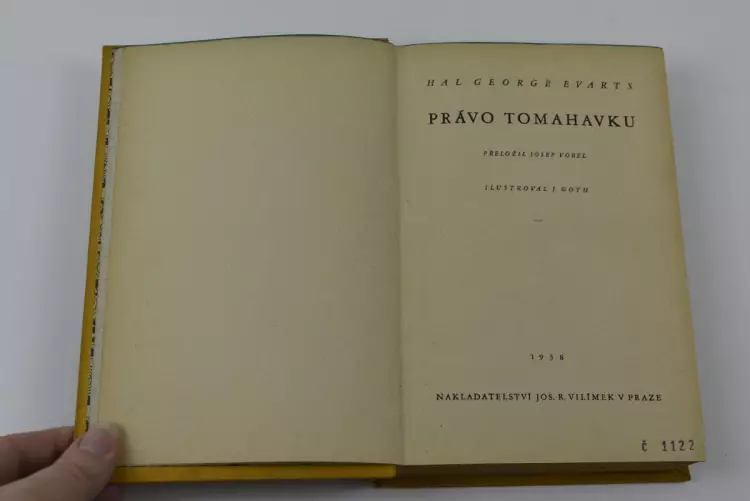 HAL GEORGE EVARTS
PRÁVO TOMAHAVKU
PŘELOŽIL JOSEF VOREL
ILUSTROVAL J. GOTH
1938
NAKLADATELSTVÍ JOS. R. VILÍMEK V PRAZE
č 1122